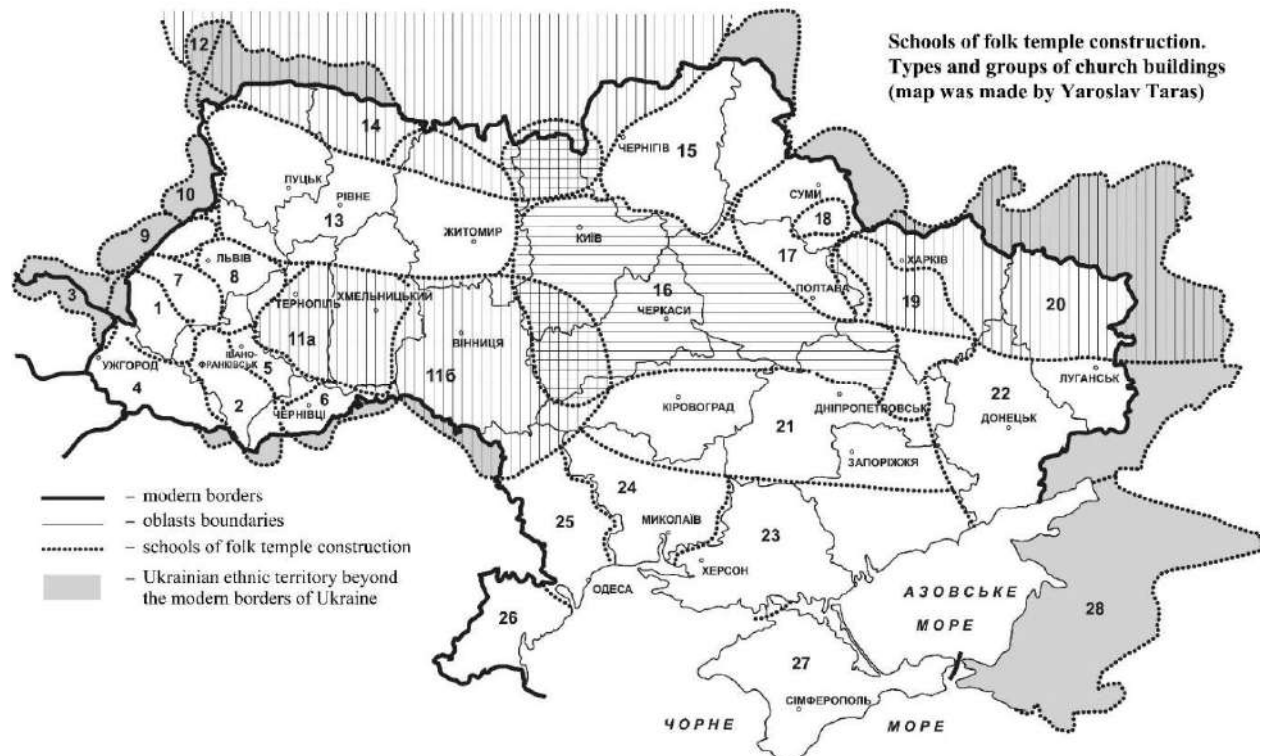 Schools of folk temple construction.
Types and groups of church buildings
(map was made by Yaroslav Taras)
12
14
ЧЕРНІГІВ
15
10
ЛУЦЬК
РІВНЕ
13
СУМИ
18
9
ЖИТОМИР
КИЇВ
17
ЛЬВІВ
8
7
ХАРКІВ
3
1
ТЕРНОПІЛЬ
ХМЕЛЬНИЦЬКИЙ
16
ПОЛТАВА
19
20
ЧЕРКАСИ
11а
ВІННИЦЯ
УЖГОРОД
ІВАНО-
ФРАНКІВСЬК
5
4
11б
ЛУГАНСЬК
2
6
ЧЕРНІВЦІ
КІРОВОГРАД
ДНІПРОПЕТРОВСЬК
22
ДОНЕЦЬК
21
ЗАПОРІЖЖЯ
24
25
МИКОЛАЇВ
23
ХЕРСОН
ОДЕСА
АЗОВСЬКЕ
МОРЕ
28
26
27
СІМФЕРОПОЛЬ
ЧОРНЕ МОРЕ
– modern borders
– oblasts boundaries
– schools of folk temple construction
– Ukrainian ethnic territory beyond
the modern borders of Ukraine